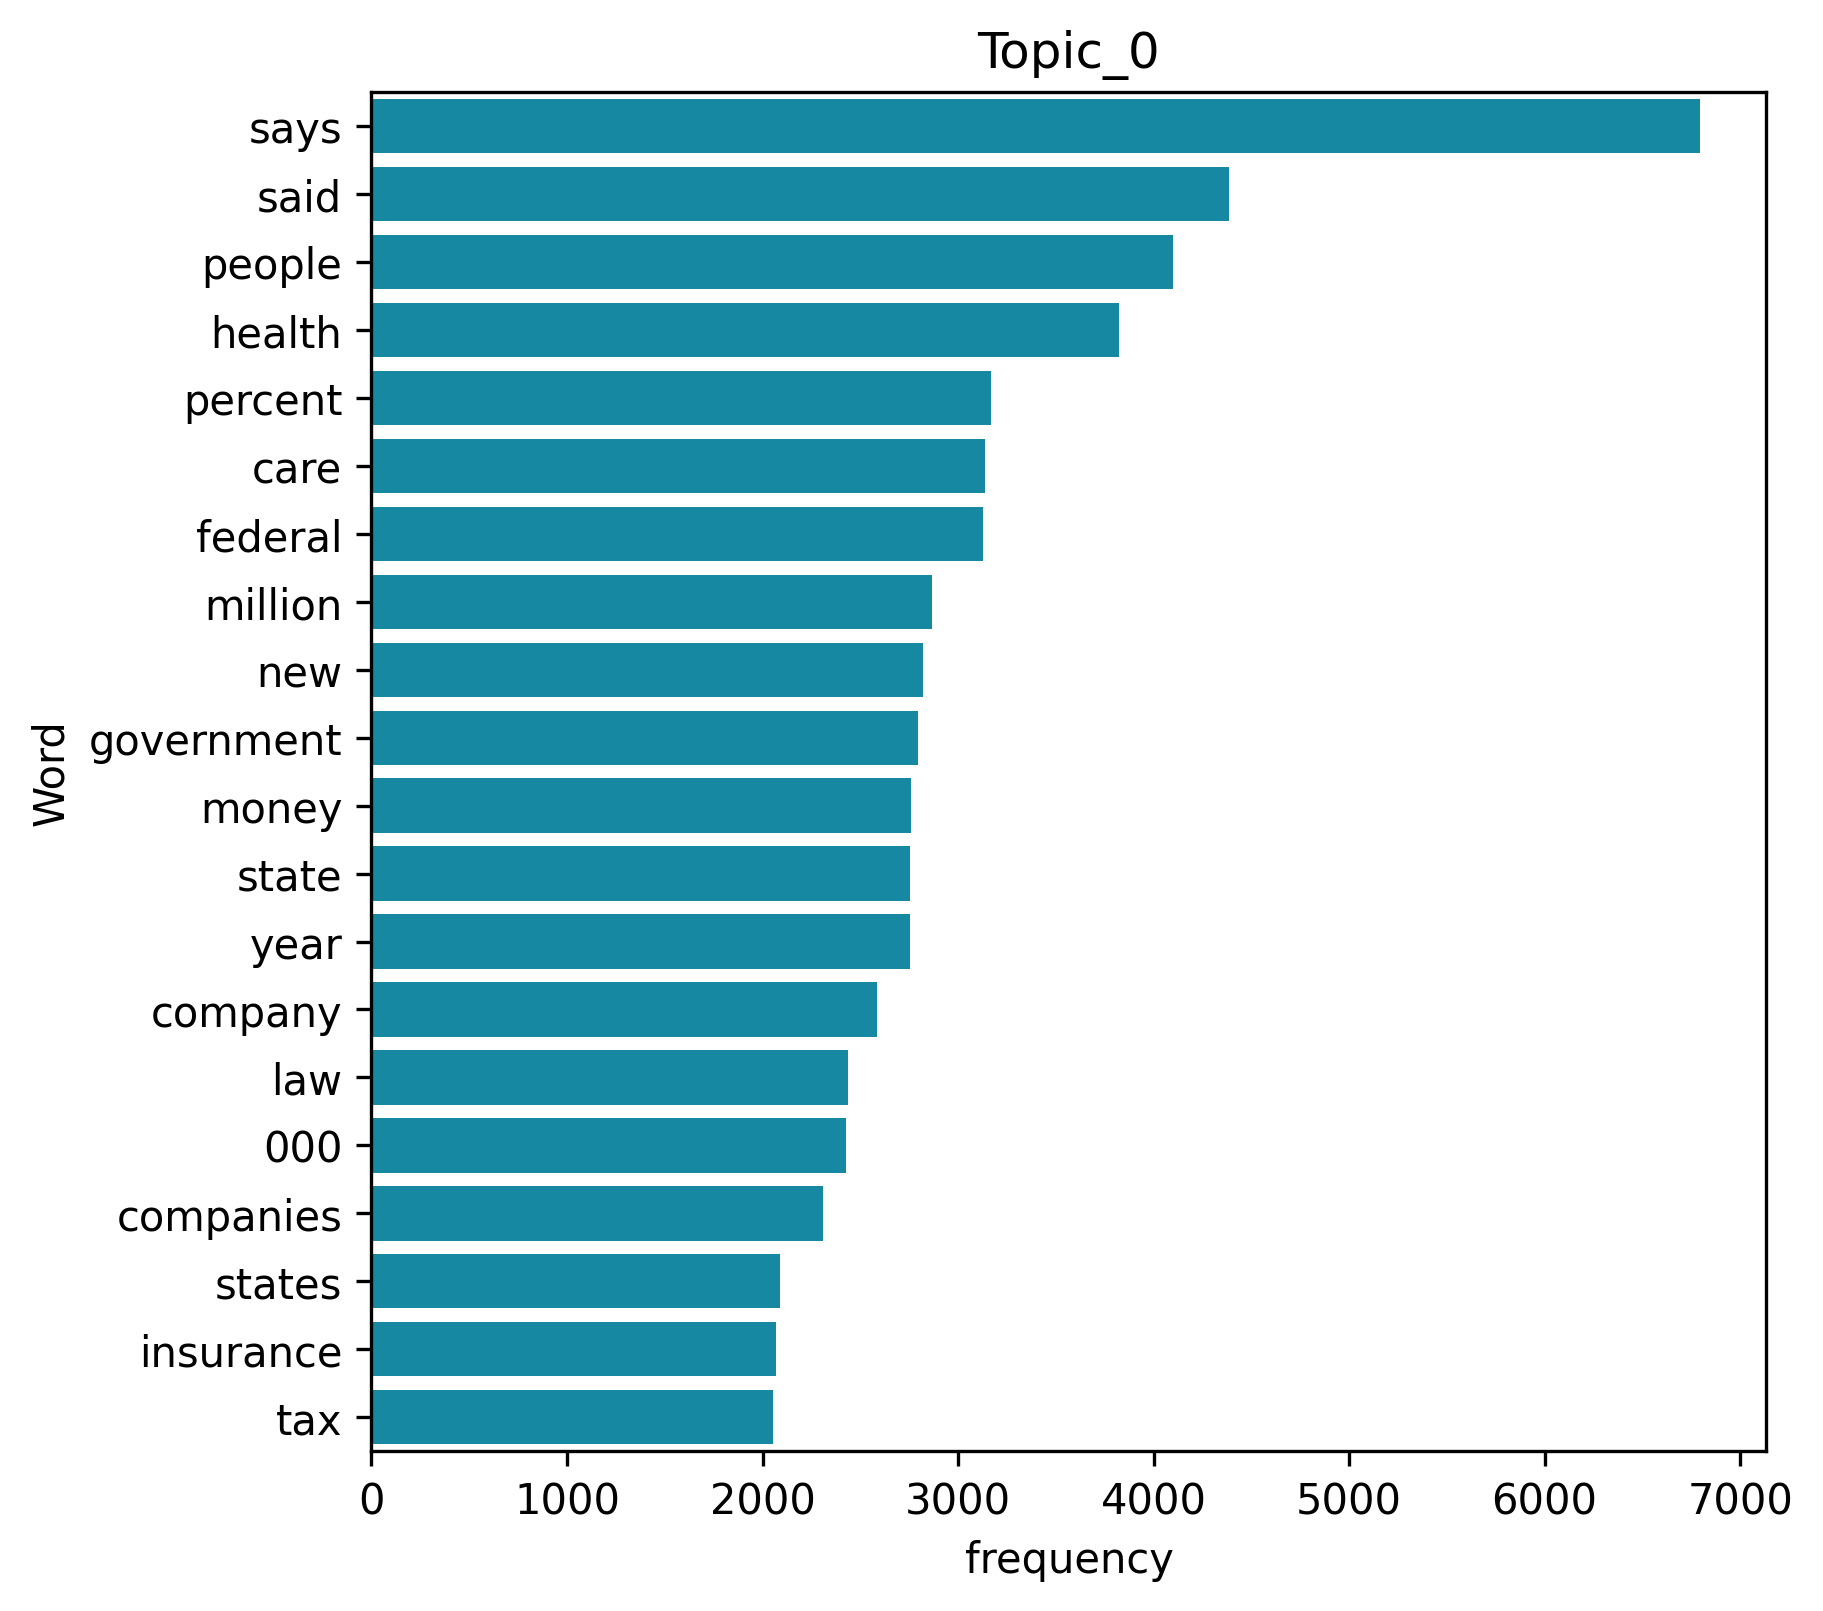 Topic_0
says
said
people
health
percent
care
federal
million
new
government
money
state
year
company
law
000
companies
states
insurance
tax
Word
0 1000 2000 3000 4000 5000 6000 7000
frequency